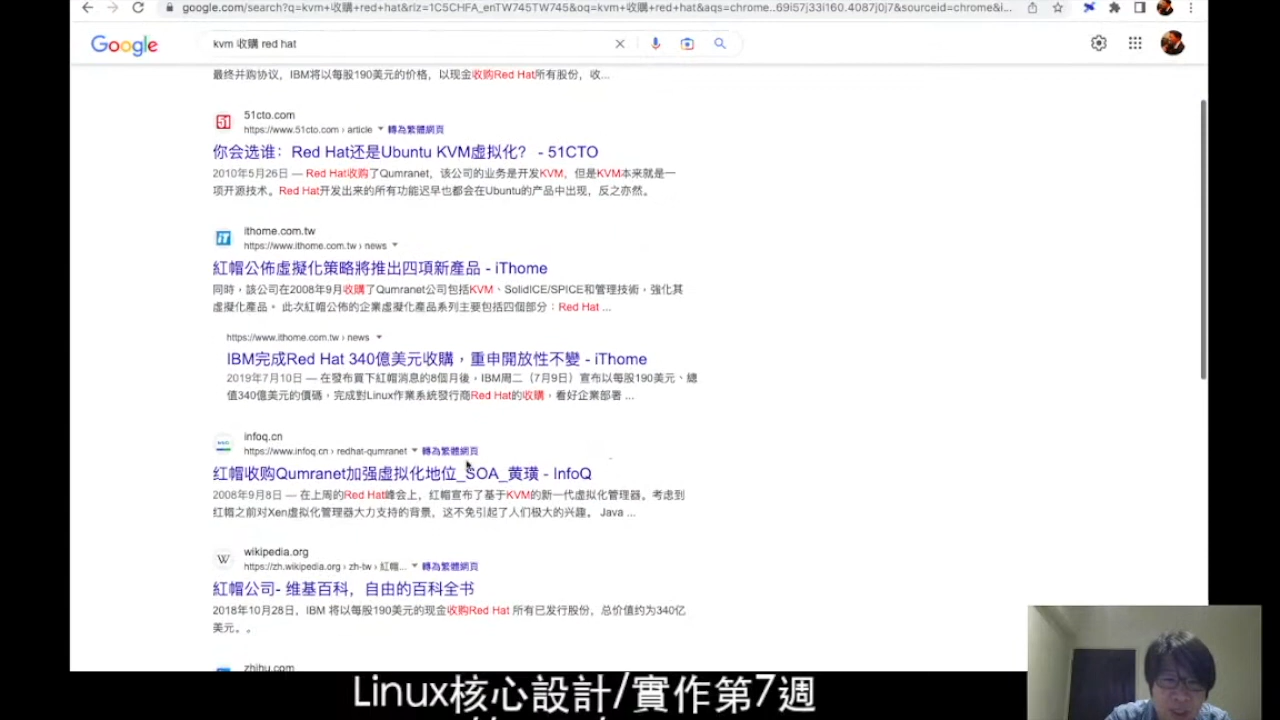 google.com/search?q=kvm+收購+red+hat&rlz=1C5CHFA_enTW745TW745&oq=kvm+收購+red+hat&aqs=chrome..69i57j33i160.4087j0j7&sourceid=chrome&i...
Google
kvm 收購 red hat
最终并购协议，IBM将以每股190美元的价格，以现金收购Red Hat所有股份，收...
51cto.com
https://www.51cto.com › article 轉為繁體網頁
你会选谁：Red Hat还是Ubuntu KVM虚拟化？ - 51CTO
2010年5月26日 — Red Hat收购了Qumranet，该公司的业务是开发KVM，但是KVM本来就是一
项开源技术。Red Hat开发出来的所有功能迟早也都会在Ubuntu的产品中出现，反之亦然。
ithome.com.tw
https://www.ithome.com.tw › news
紅帽公佈虛擬化策略將推出四項新產品 - iThome
同時，該公司在2008年9月收購了Qumranet公司包括KVM、SolidICE/SPICE和管理技術，強化其
虛擬化產品。 此次紅帽公佈的企業虛擬化產品系列主要包括四個部分：Red Hat ...
https://www.ithome.com.tw › news
IBM完成Red Hat 340億美元收購，重申開放性不變 - iThome
2019年7月10日 — 在發布買下紅帽消息的8個月後，IBM周二（7月9日）宣布以每股190美元、總
值340億美元的價碼，完成對Linux作業系統發行商Red Hat的收購，看好企業部署 ...
infoq.cn
https://www.infoq.cn › redhat-qumranet 轉為繁體網頁
红帽收购Qumranet加强虚拟化地位_SOA_黄璜 - InfoQ
2008年9月8日 — 在上周的Red Hat峰会上，红帽宣布了基于KVM的新一代虚拟化管理器。考虑到
红帽之前对Xen虚拟化管理器大力支持的背景，这不免引起了人们极大的兴趣。 Java ...
wikipedia.org
https://zh.wikipedia.org › zh-tw › 紅帽... 轉為繁體網頁
紅帽公司- 维基百科，自由的百科全书
2018年10月28日，IBM 将以每股190美元的现金收购Red Hat 所有已发行股份，总价值约为340亿
美元。。
zhihu.com
Linux核心設計/實作第7週